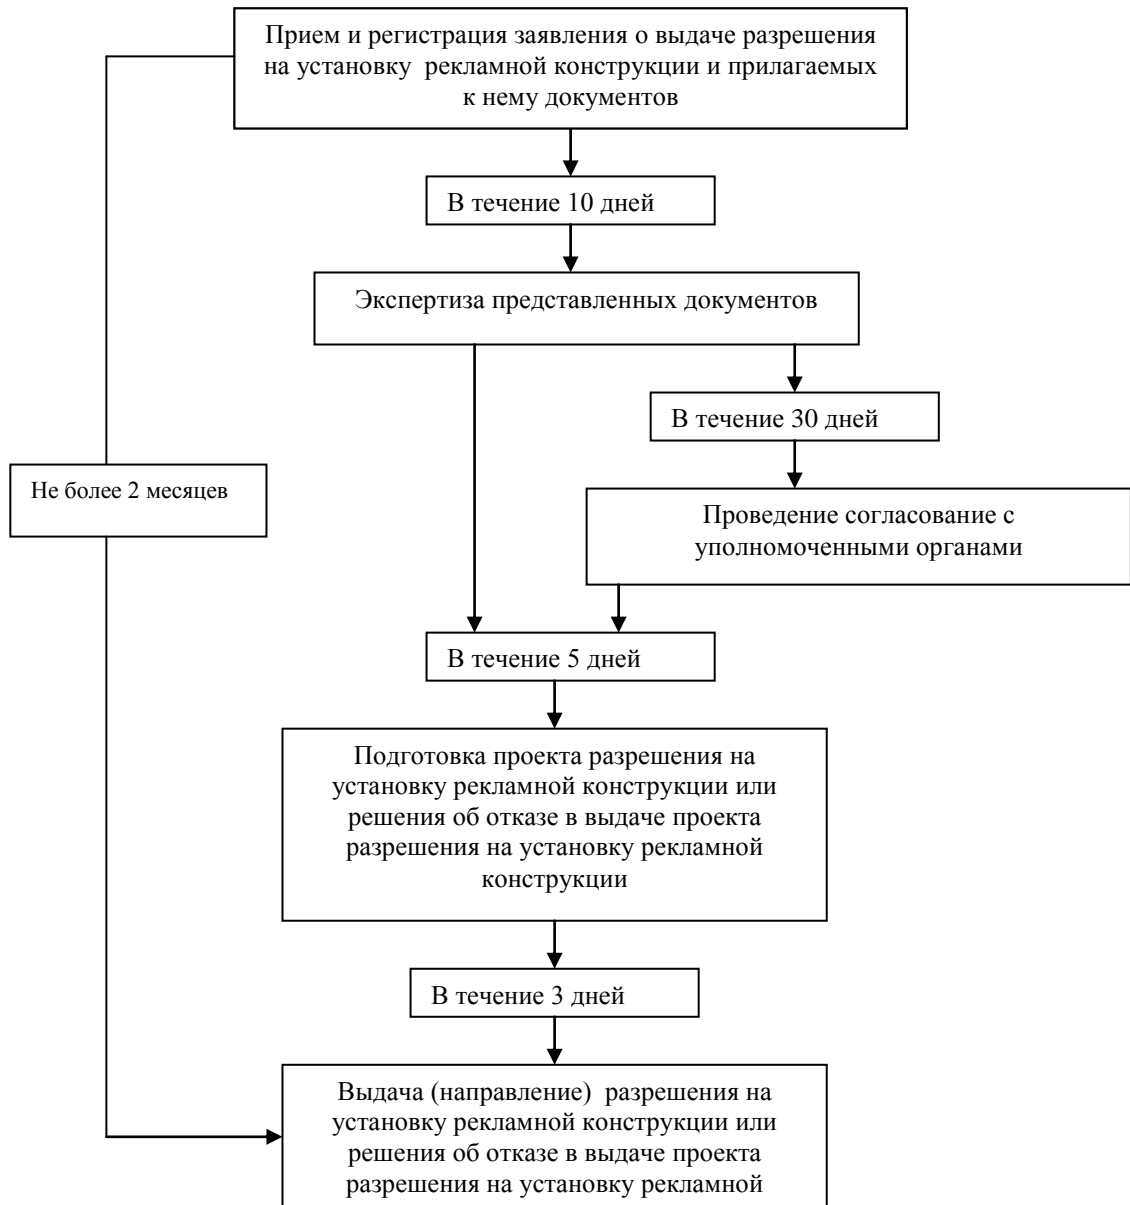 Прием и регистрация заявления о выдаче разрешения
на установку рекламной конструкции и прилагаемых
к нему документов
В течение 10 дней
Экспертиза представленных документов
В течение 30 дней
Не более 2 месяцев
Проведение согласование с
уполномоченными органами
В течение 5 дней
Подготовка проекта разрешения на
установку рекламной конструкции или
решения об отказе в выдаче проекта
разрешения на установку рекламной
конструкции
В течение 3 дней
Выдача (направление) разрешения на
установку рекламной конструкции или
решения об отказе в выдаче проекта
разрешения на установку рекламной